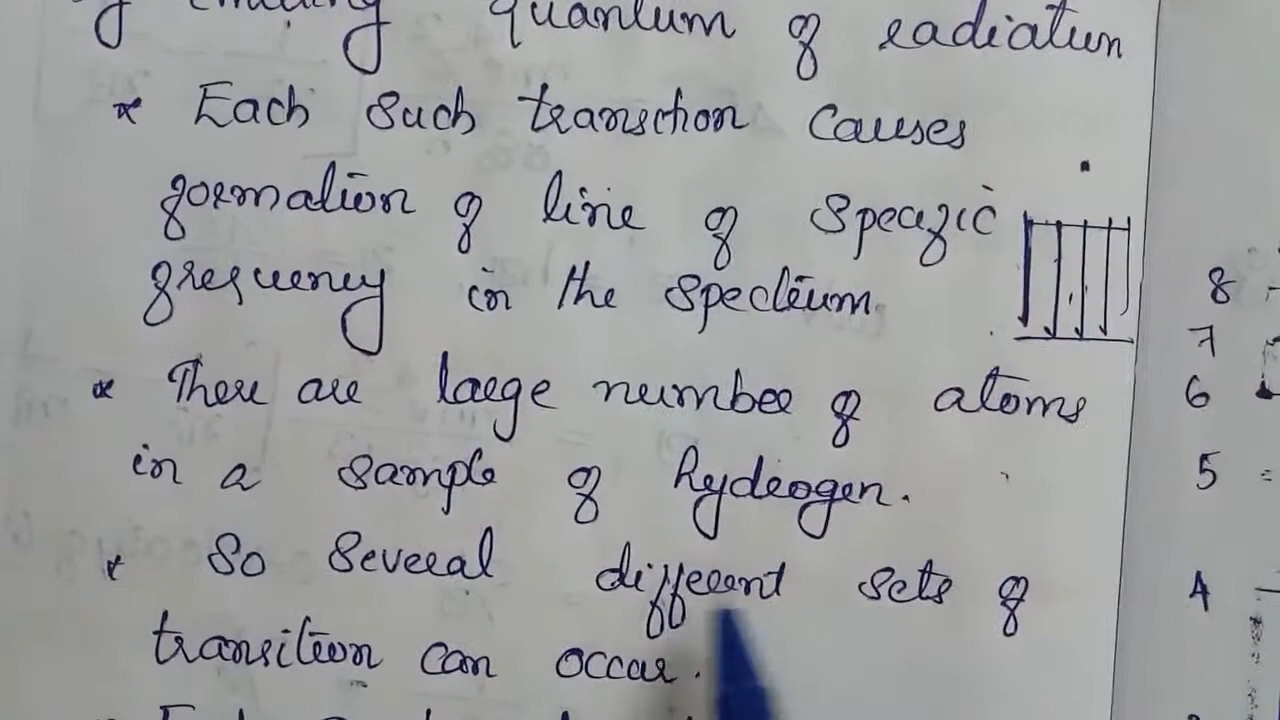 quantum of radiation
* Each such transition causes
formation of line of specific
frequency in the spectrum.
* There are large number of atoms
in a sample of hydrogen.
* So several different sets of
transition can occur.
8
7
6
5
4